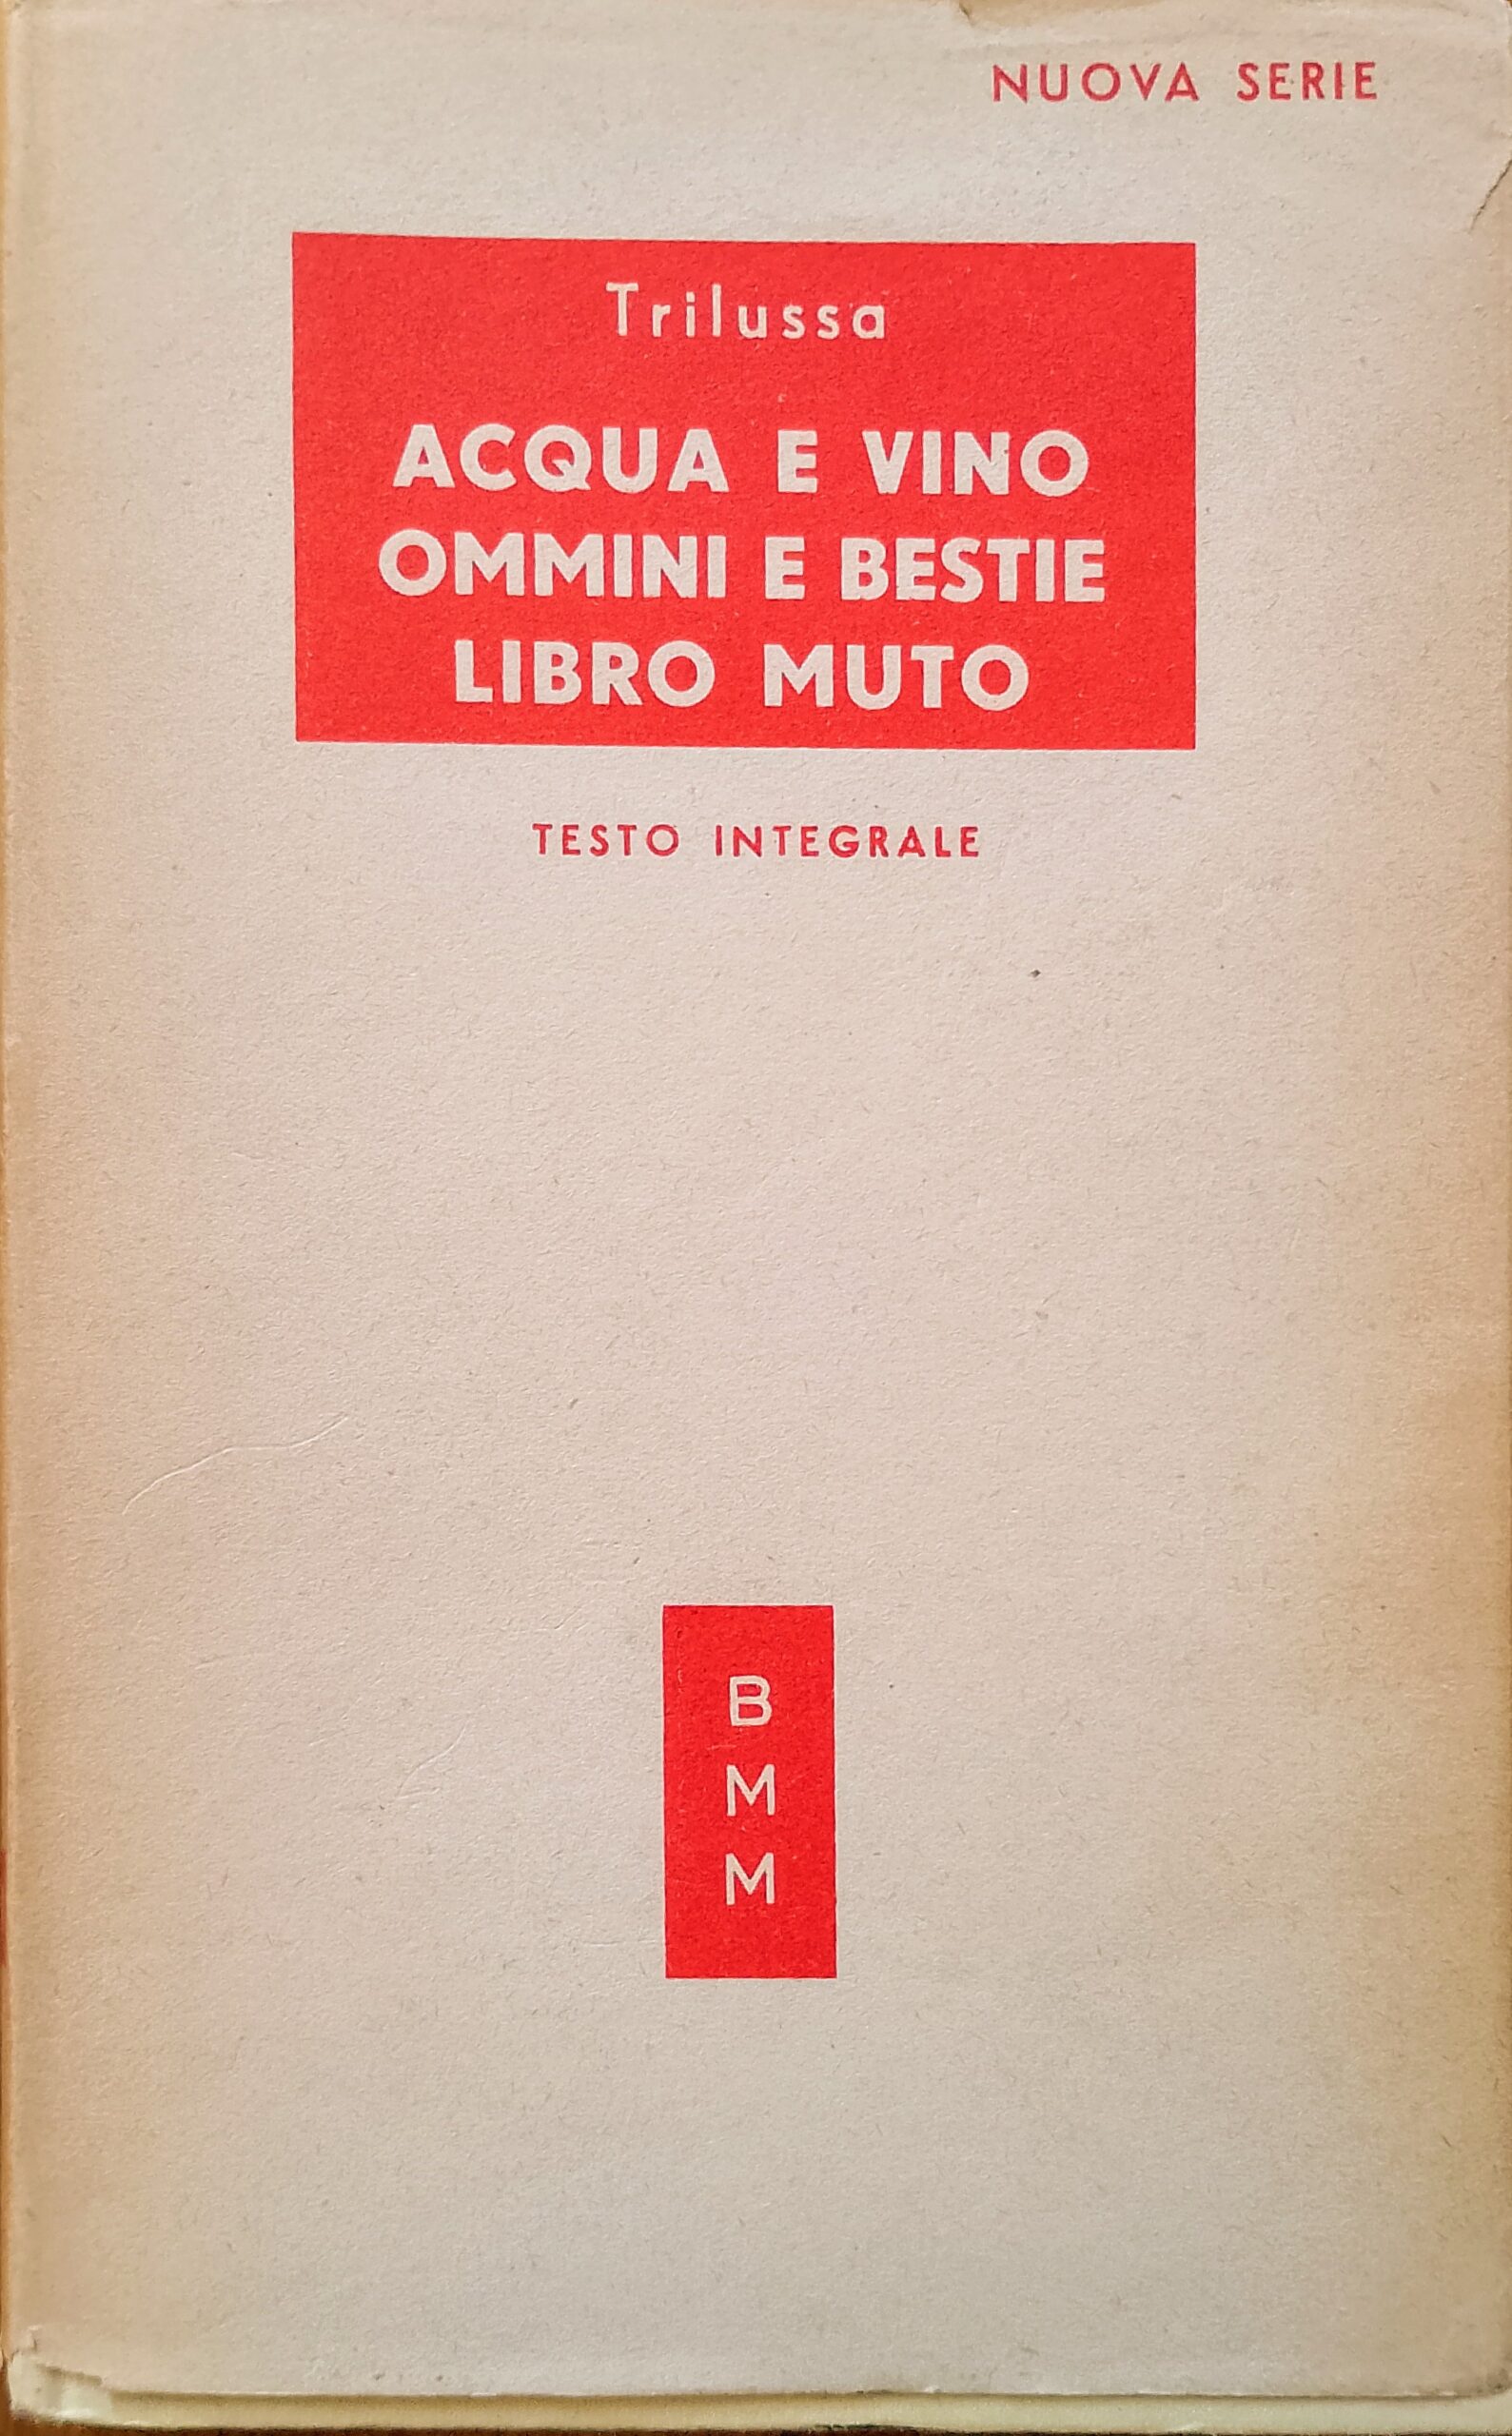 NUOVA SERIE
Trilussa
ACQUA E VINO
OMMINI E BESTIE
LIBRO MUTO
TESTO INTEGRALE
B
M
M